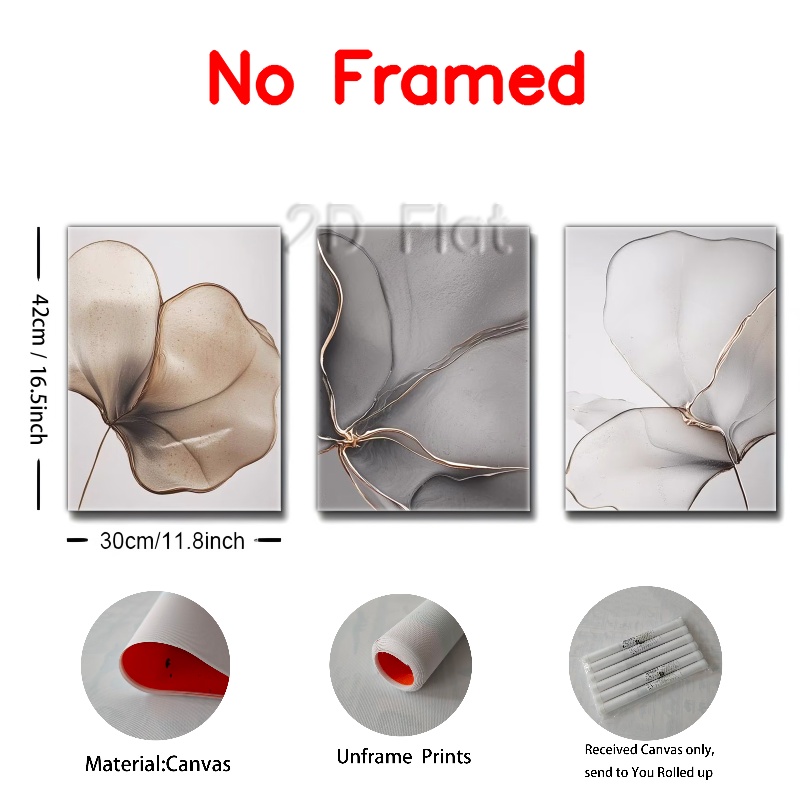 No Framed
2D Flat
42cm / 16.5inch
30cm/11.8inch
Material:Canvas
Unframe Prints
Received Canvas only,
send to You Rolled up